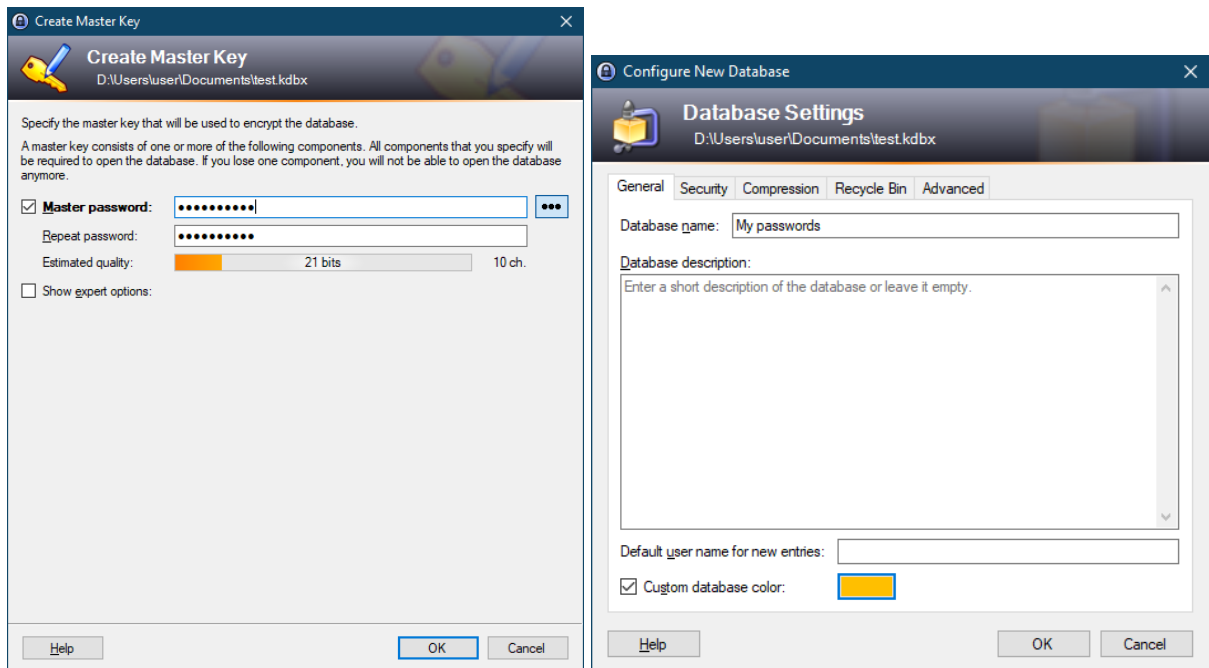 Create Master Key
Create Master Key
D:\Users\user\Documents\test.kdbx
Specify the master key that will be used to encrypt the database.
A master key consists of one or more of the following components. All components that you specify will
be required to open the database. If you lose one component, you will not be able to open the database
anymore.
Master password: ●●●●●●●●●● ●●●
Repeat password: ●●●●●●●●●●
Estimated quality: 21 bits 10 ch.
Show expert options:
Help OK Cancel
Configure New Database
Database Settings
D:\Users\user\Documents\test.kdbx
General Security Compression Recycle Bin Advanced
Database name: My passwords
Database description:
Enter a short description of the database or leave it empty.
Default user name for new entries:
Custom database color:
Help OK Cancel